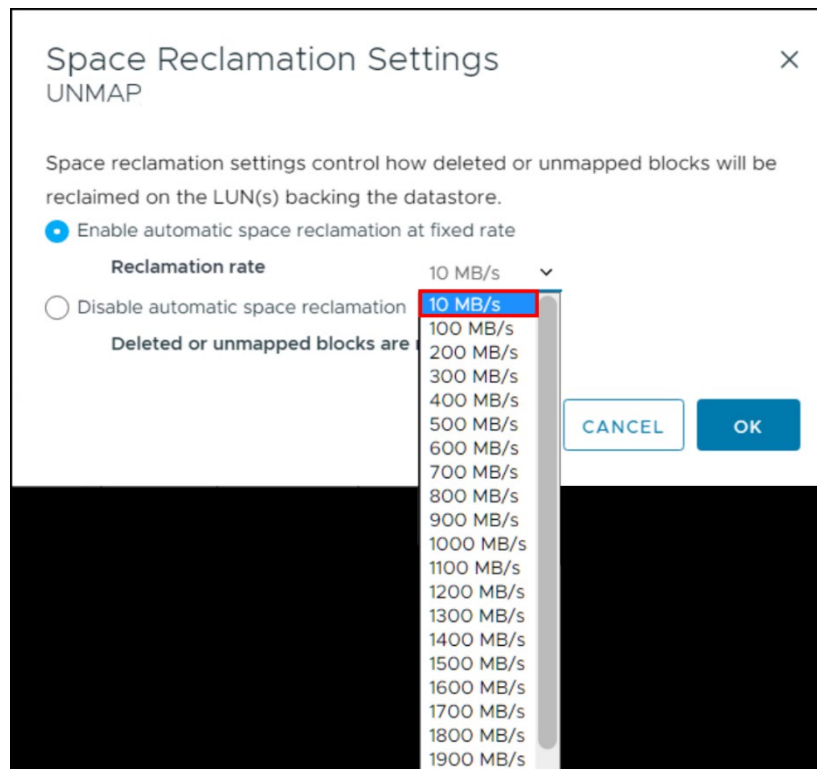 Space Reclamation Settings
UNMAP
Space reclamation settings control how deleted or unmapped blocks will be
reclaimed on the LUN(s) backing the datastore.
Enable automatic space reclamation at fixed rate
Reclamation rate
10 MB/s
Disable automatic space reclamation
Deleted or unmapped blocks are
10 MB/s
100 MB/s
200 MB/s
300 MB/s
400 MB/s
500 MB/s
600 MB/s
700 MB/s
800 MB/s
900 MB/s
1000 MB/s
1100 MB/s
1200 MB/s
1300 MB/s
1400 MB/s
1500 MB/s
1600 MB/s
1700 MB/s
1800 MB/s
1900 MB/s
CANCEL
OK